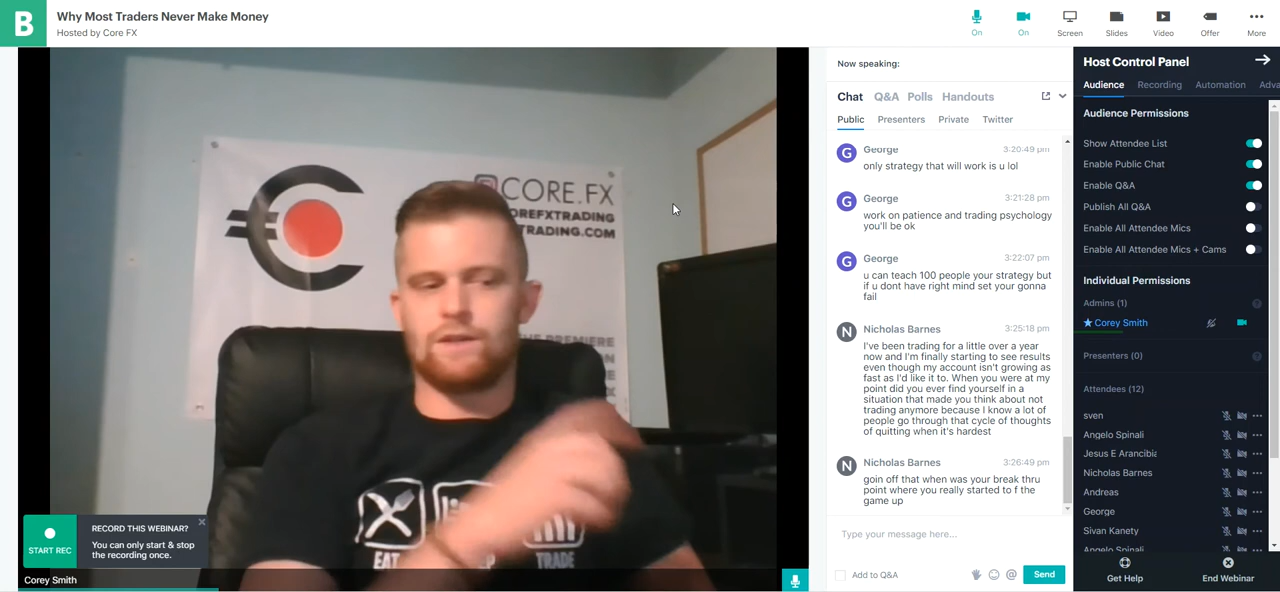 B
Why Most Traders Never Make Money
Hosted by Core FX
On
On
Screen
Slides
Video
Offer
More
CORE.FX
COREFXTRADING
TRADING.COM
PREMIERE
EAT
TRADE
START REC
RECORD THIS WEBINAR?
You can only start & stop
the recording once.
Corey Smith
Now speaking:
Chat
Q&A
Polls
Handouts
Public
Presenters
Private
Twitter
G
George
3:20:49 pm
only strategy that will work is u lol
G
George
3:21:28 pm
work on patience and trading psychology
you'll be ok
G
George
3:22:07 pm
u can teach 100 people your strategy but
if u dont have right mind set your gonna
fail
N
Nicholas Barnes
3:25:18 pm
I've been trading for a little over a year
now and I'm finally starting to see results
even though my account isn't growing as
fast as I'd like it to. When you were at my
point did you ever find yourself in a
situation that made you think about not
trading anymore because I know a lot of
people go through that cycle of thoughts
of quitting when it's hardest
N
Nicholas Barnes
3:26:49 pm
goin off that when was your break thru
point where you really started to f the
game up
Type your message here...
Add to Q&A
@
Send
Host Control Panel
Audience
Recording
Automation
Adva
Audience Permissions
Show Attendee List
Enable Public Chat
Enable Q&A
Publish All Q&A
Enable All Attendee Mics
Enable All Attendee Mics + Cams
Individual Permissions
Admins (1)
Corey Smith
Presenters (0)
Attendees (12)
sven
Angelo Spinali
Jesus E Arancibia
Nicholas Barnes
Andreas
George
Sivan Kanety
Angelo Spinali
Get Help
End Webinar